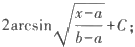 2arcsin√((x-a)/(b-a)) + C;